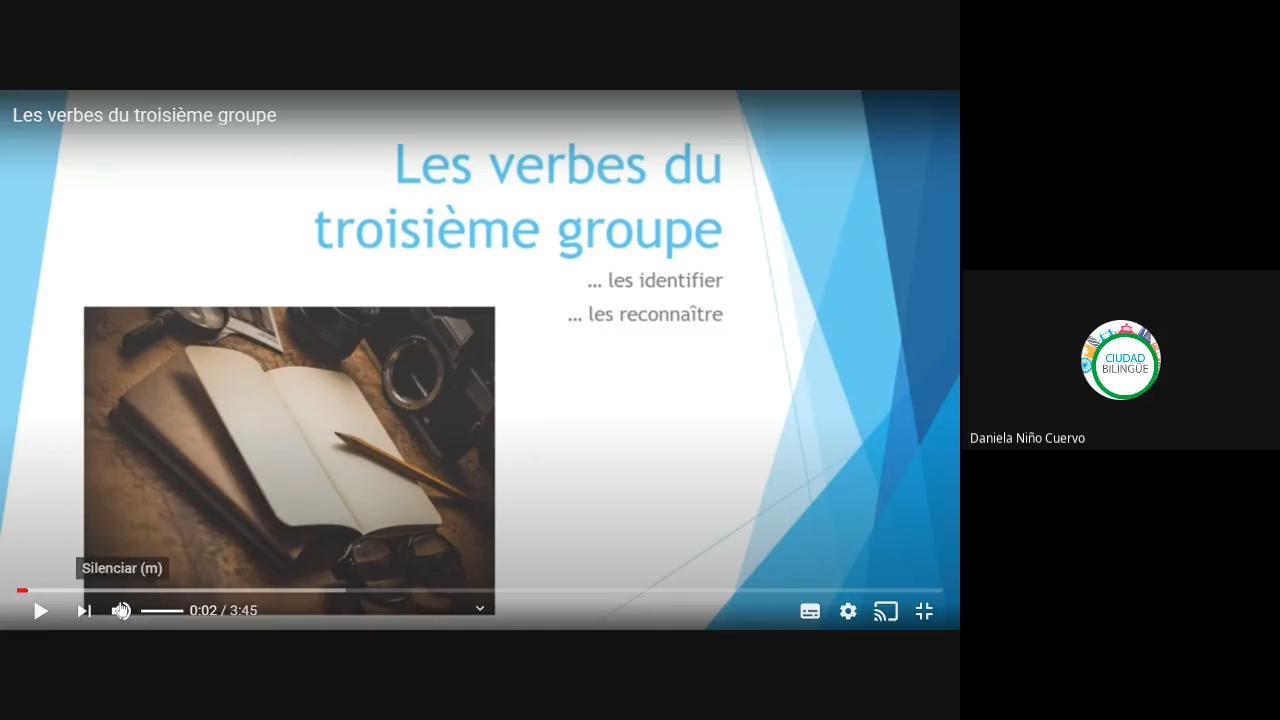 Les verbes du troisième groupe
Les verbes du
troisième groupe
... les identifier
... les reconnaître
Silenciar (m)
0:02 / 3:45
CIUDAD
BILINGÜE
Daniela Niño Cuervo